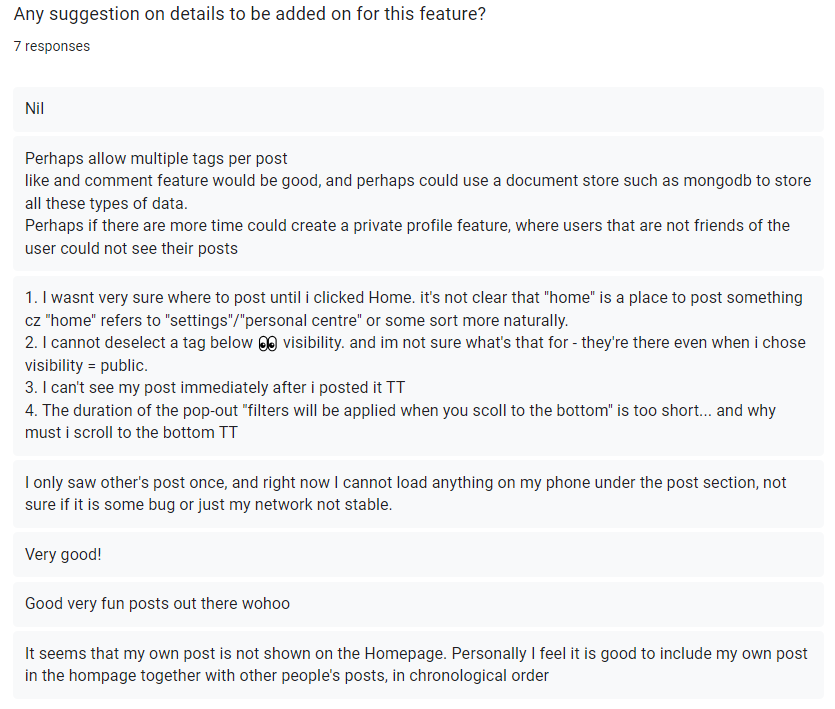 Any suggestion on details to be added on for this feature?
7 responses
Nil
Perhaps allow multiple tags per post
like and comment feature would be good, and perhaps could use a document store such as mongodb to store
all these types of data.
Perhaps if there are more time could create a private profile feature, where users that are not friends of the
user could not see their posts
1. I wasnt very sure where to post until i clicked Home. it's not clear that "home" is a place to post something
cz "home" refers to "settings"/"personal centre" or some sort more naturally.
2. I cannot deselect a tag below 👀 visibility. and im not sure what's that for - they're there even when i chose
visibility = public.
3. I can't see my post immediately after i posted it TT
4. The duration of the pop-out "filters will be applied when you scoll to the bottom" is too short... and why
must i scroll to the bottom TT
I only saw other's post once, and right now I cannot load anything on my phone under the post section, not
sure if it is some bug or just my network not stable.
Very good!
Good very fun posts out there wohoo
It seems that my own post is not shown on the Homepage. Personally I feel it is good to include my own post
in the hompage together with other people's posts, in chronological order